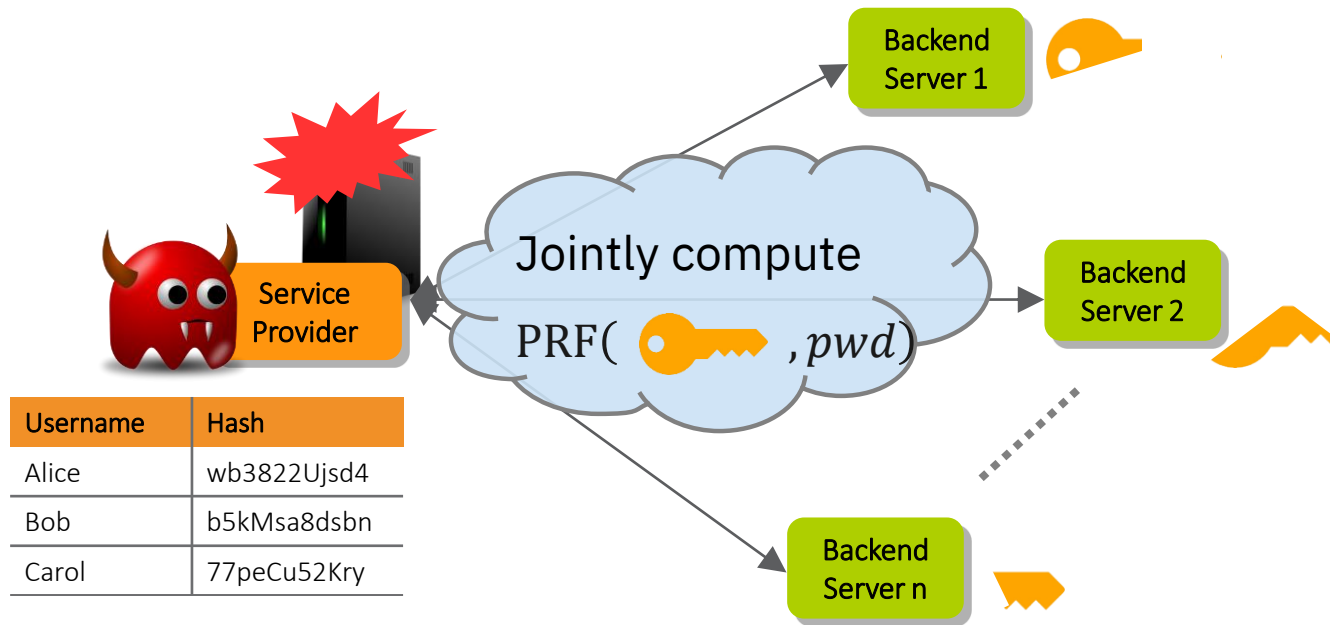 Backend
Server 1
Jointly compute
PRF( , pwd)
Backend
Server 2
Service
Provider
Username Hash
Alice wb3822Ujsd4
Bob b5kMsa8dsbn
Carol 77peCu52Kry
Backend
Server n